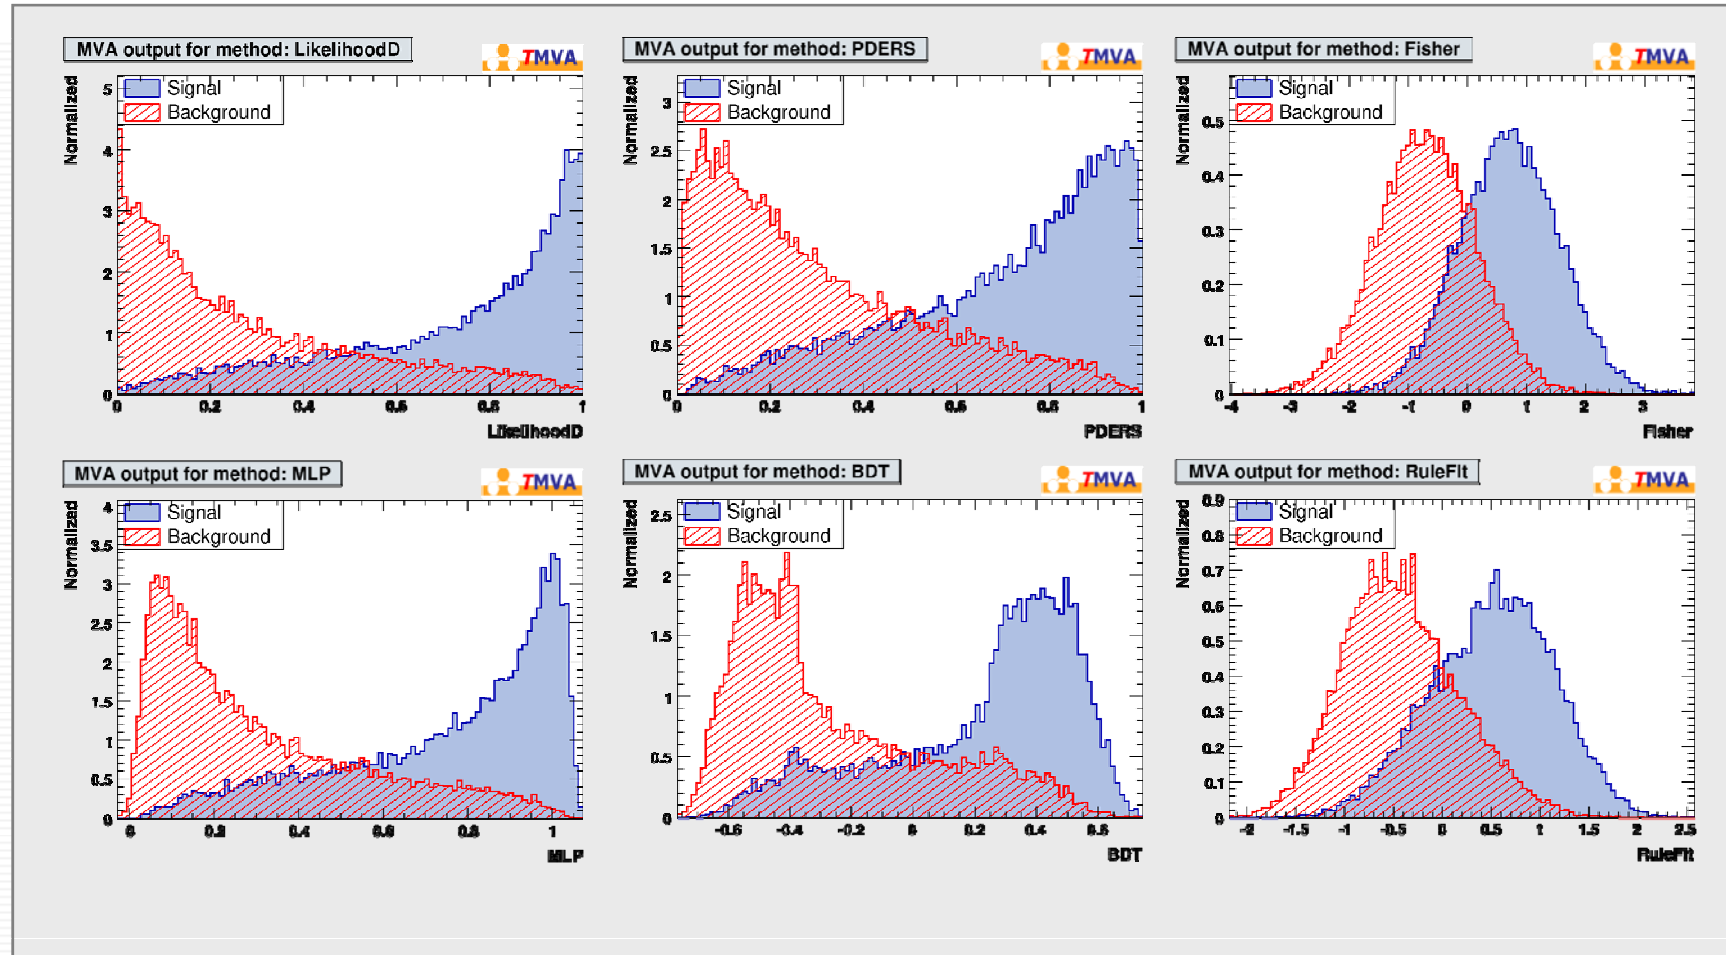 MVA output for method: LikelihoodD
TMVA
Normalized
Signal
Background
5
4
3
2
1
0
0 0.2 0.4 0.6 0.8 1
LikelihoodD
MVA output for method: PDERS
TMVA
Normalized
Signal
Background
3
2.5
2
1.5
1
0.5
0
0 0.2 0.4 0.6 0.8 1
PDERS
MVA output for method: Fisher
TMVA
Normalized
Signal
Background
0.5
0.4
0.3
0.2
0.1
0
-4 -3 -2 -1 0 1 2 3
Fisher
MVA output for method: MLP
TMVA
Normalized
Signal
Background
4
3.5
3
2.5
2
1.5
1
0.5
0
0 0.2 0.4 0.6 0.8 1
MLP
MVA output for method: BDT
TMVA
Normalized
Signal
Background
2.5
2
1.5
1
0.5
0
-0.6 -0.4 -0.2 0 0.2 0.4 0.6
BDT
MVA output for method: RuleFit
TMVA
Normalized
Signal
Background
0.9
0.8
0.7
0.6
0.5
0.4
0.3
0.2
0.1
0
-2 -1.5 -1 -0.5 0 0.5 1 1.5 2 2.5
RuleFit